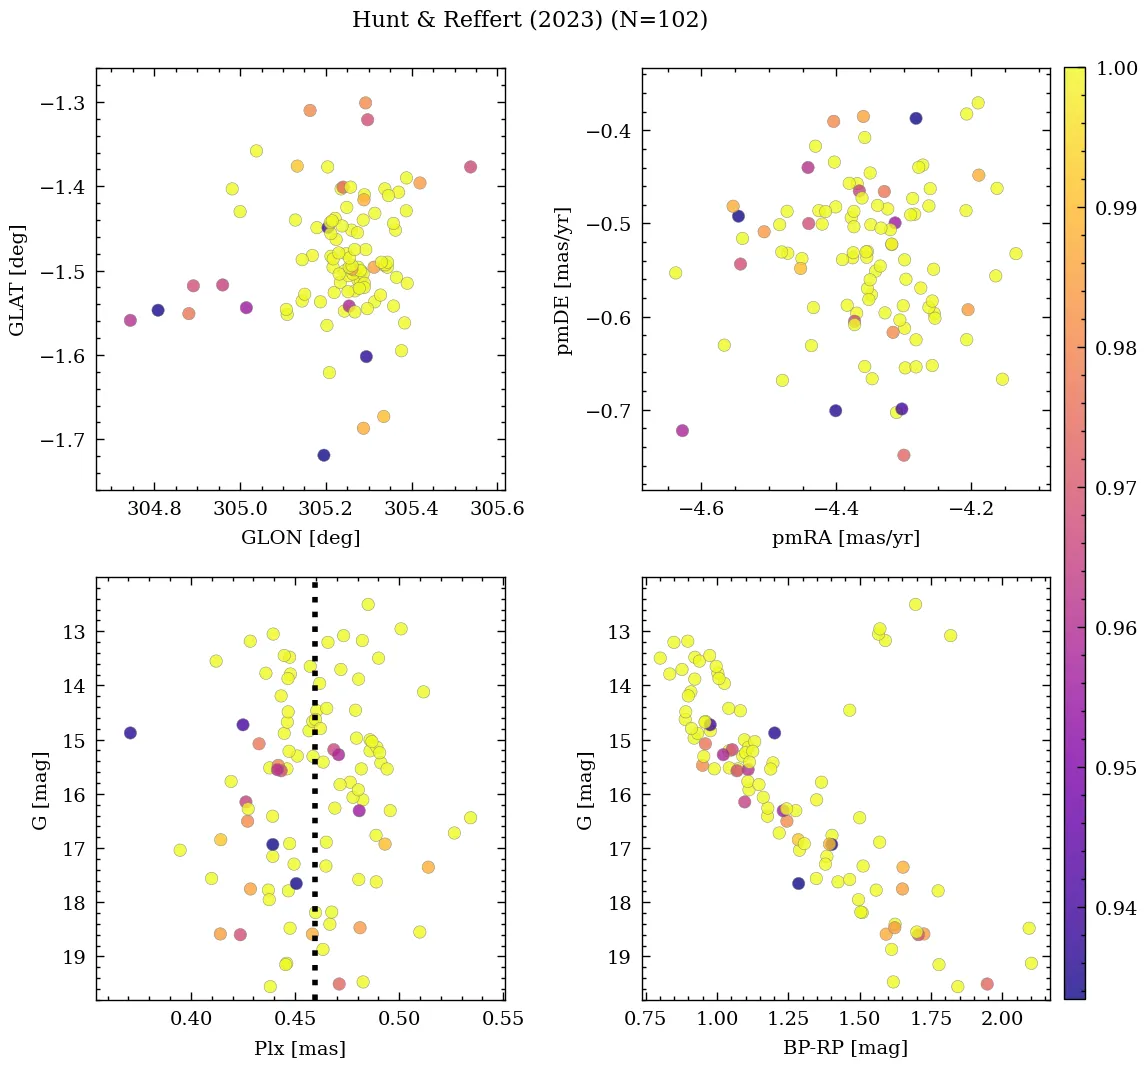 Hunt & Reffert (2023) (N=102)
−1.3
−1.4
−1.5
−1.6
−1.7
GLAT [deg]
304.8 305.0 305.2 305.4 305.6
GLON [deg]
−0.4
−0.5
−0.6
−0.7
pmDE [mas/yr]
−4.6 −4.4 −4.2
pmRA [mas/yr]
13
14
15
16
17
18
19
G [mag]
0.40 0.45 0.50 0.55
Plx [mas]
13
14
15
16
17
18
19
G [mag]
0.75 1.00 1.25 1.50 1.75 2.00
BP-RP [mag]
1.00
0.99
0.98
0.97
0.96
0.95
0.94